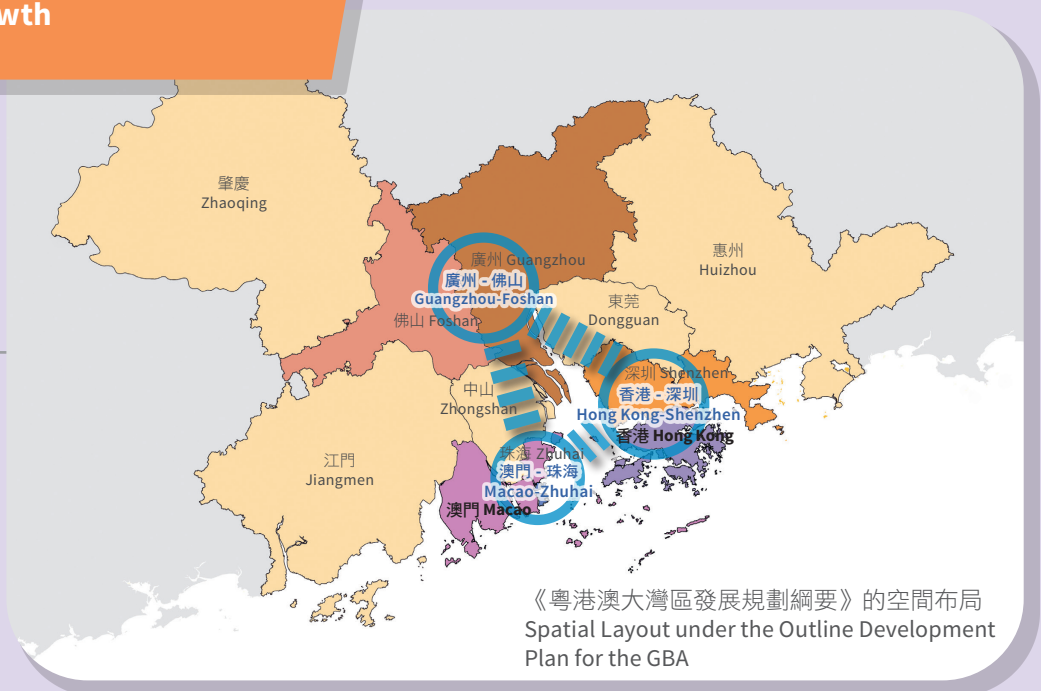 wth
肇慶
Zhaoqing
惠州
Huizhou
廣州 Guangzhou
廣州 - 佛山
Guangzhou-Foshan
東莞
Dongguan
佛山 Foshan
深圳 Shenzhen
香港 - 深圳
Hong Kong-Shenzhen
香港 Hong Kong
中山
Zhongshan
珠海 Zhuhai
澳門 - 珠海
Macao-Zhuhai
澳門 Macao
江門
Jiangmen
《粵港澳大灣區發展規劃綱要》的空間布局
Spatial Layout under the Outline Development
Plan for the GBA